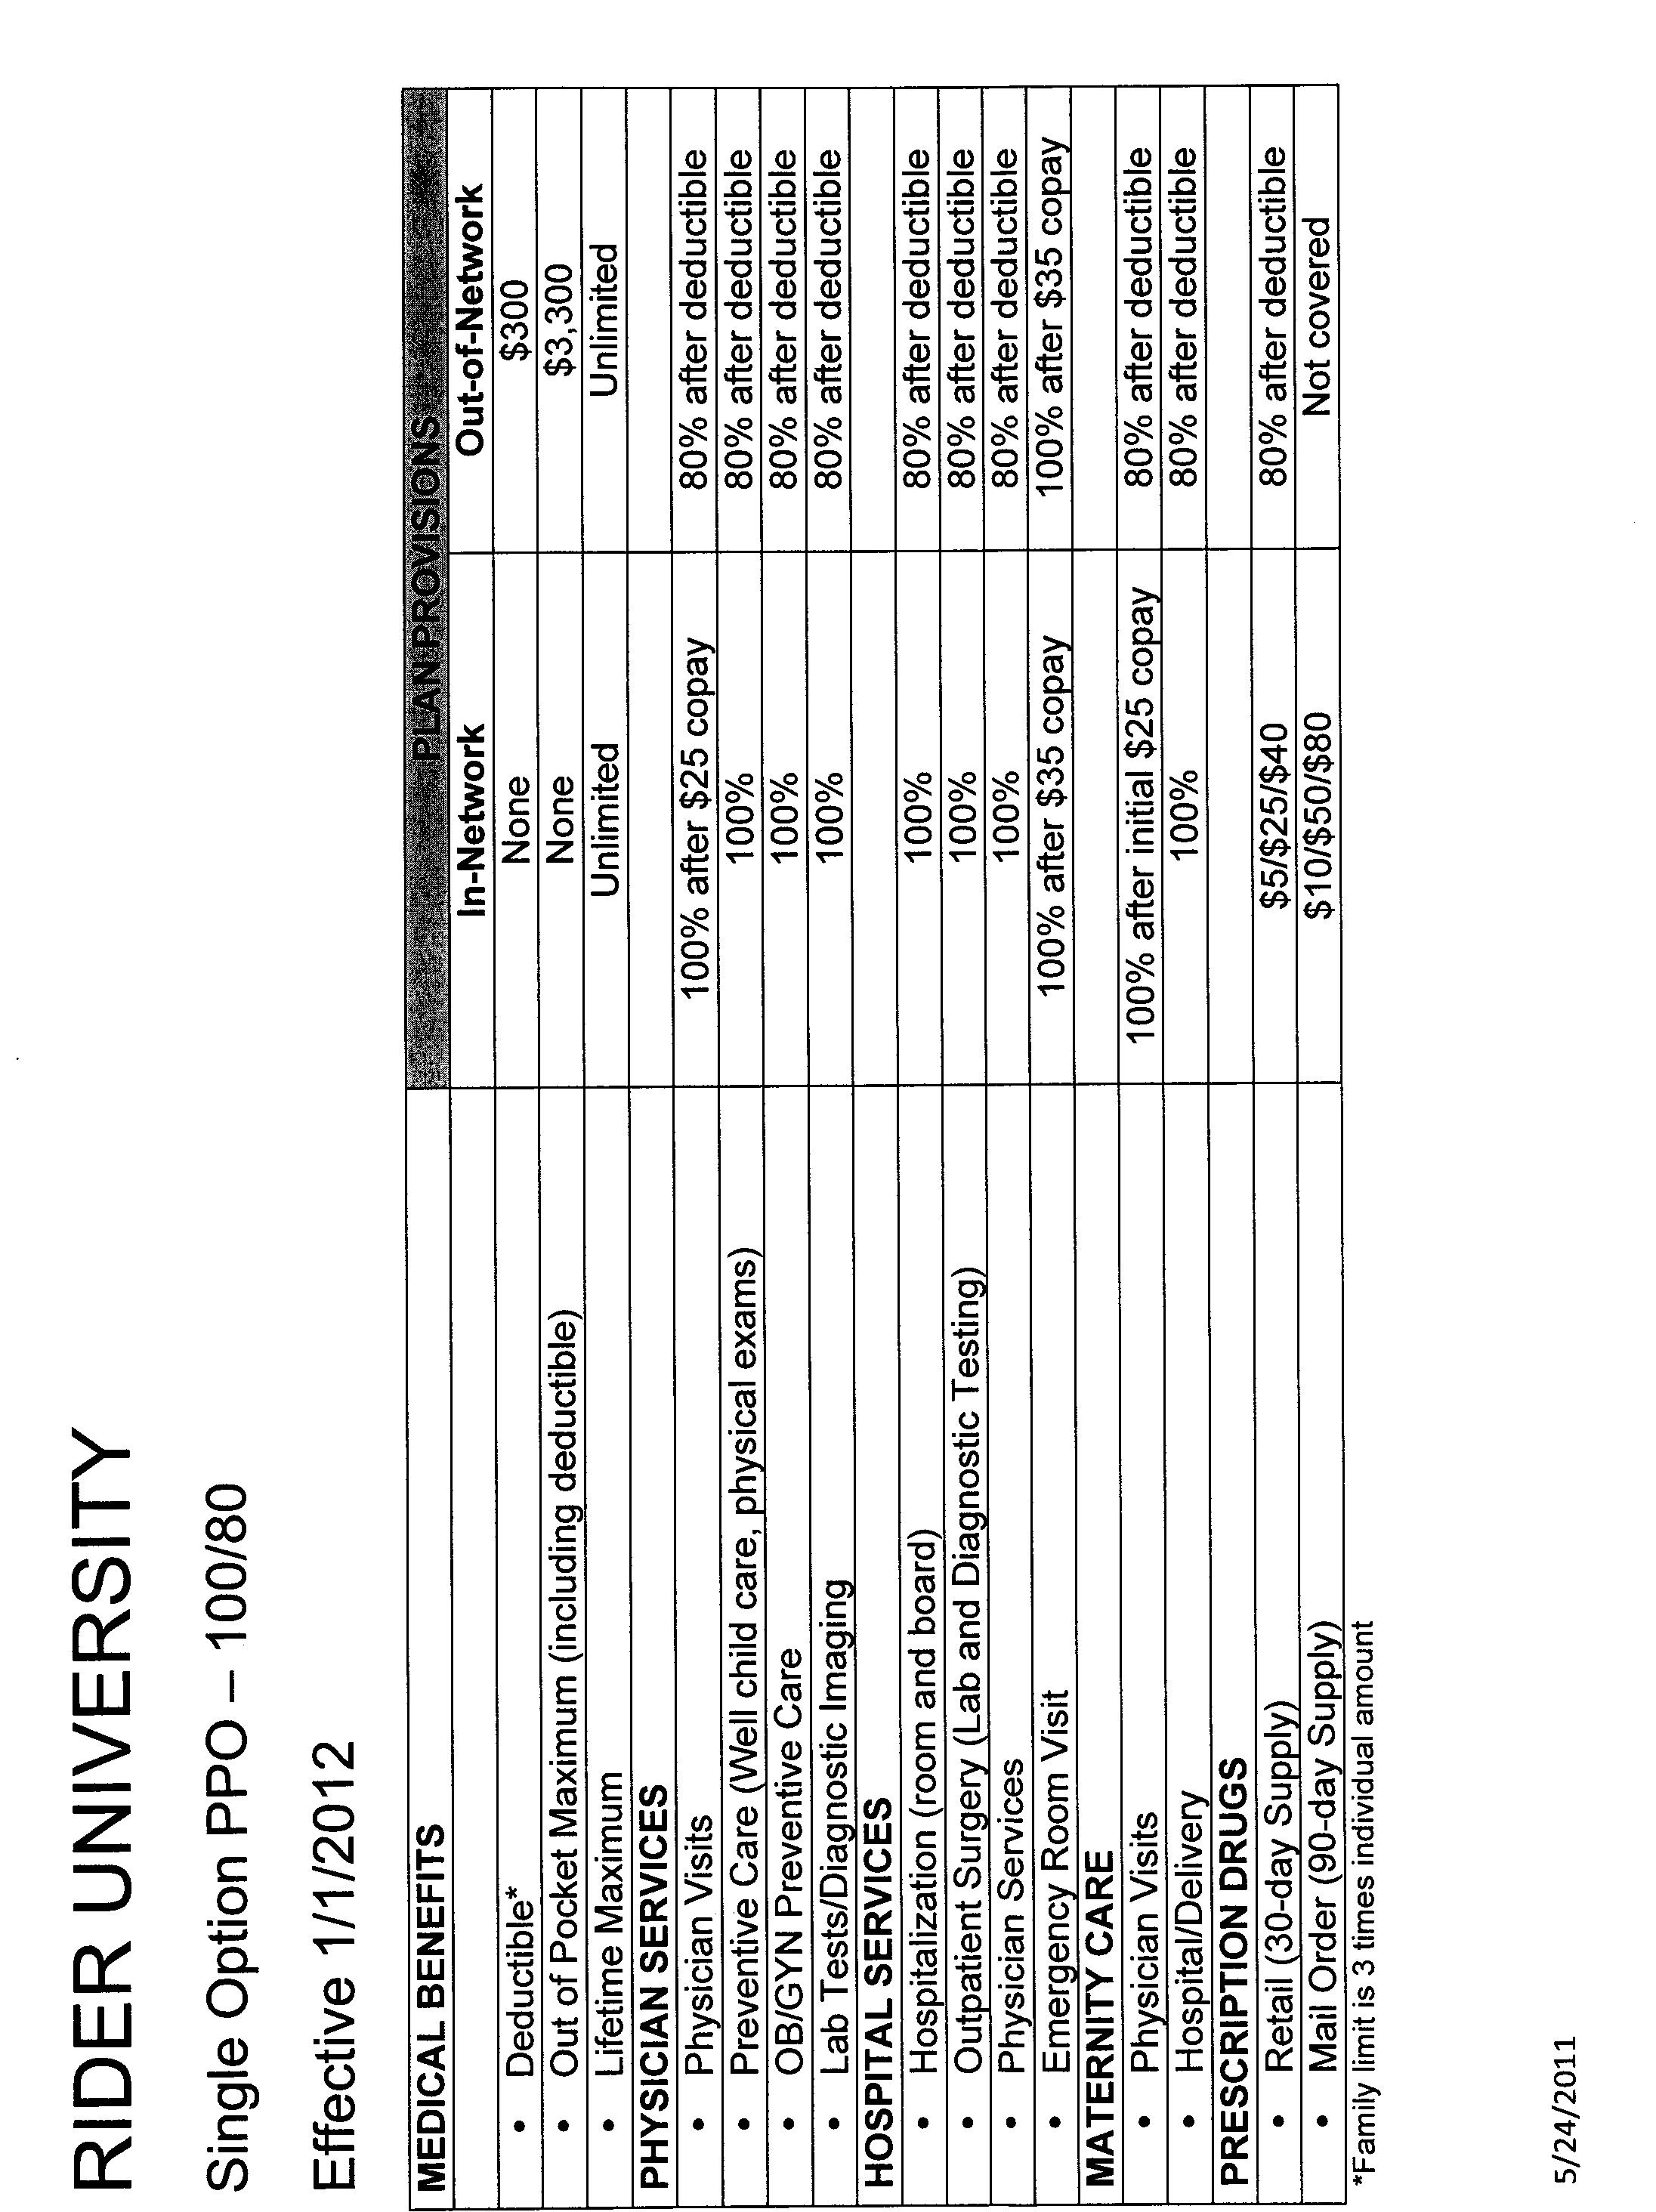 RIDER UNIVERSITY
Single Option PPO – 100/80
Effective 1/1/2012
MEDICAL BENEFITS PLAN PROVISIONS
In-Network Out-of-Network
• Deductible* None $300
• Out of Pocket Maximum (including deductible) None $3,300
• Lifetime Maximum Unlimited Unlimited
PHYSICIAN SERVICES
• Physician Visits 100% after $25 copay 80% after deductible
• Preventive Care (Well child care, physical exams) 100% 80% after deductible
• OB/GYN Preventive Care 100% 80% after deductible
• Lab Tests/Diagnostic Imaging 100% 80% after deductible
HOSPITAL SERVICES
• Hospitalization (room and board) 100% 80% after deductible
• Outpatient Surgery (Lab and Diagnostic Testing) 100% 80% after deductible
• Physician Services 100% 80% after deductible
• Emergency Room Visit 100% after $35 copay 100% after $35 copay
MATERNITY CARE
• Physician Visits 100% after initial $25 copay 80% after deductible
• Hospital/Delivery 100% 80% after deductible
PRESCRIPTION DRUGS
• Retail (30-day Supply) $5/$25/$40 80% after deductible
• Mail Order (90-day Supply) $10/$50/$80 Not covered
*Family limit is 3 times individual amount
5/24/2011